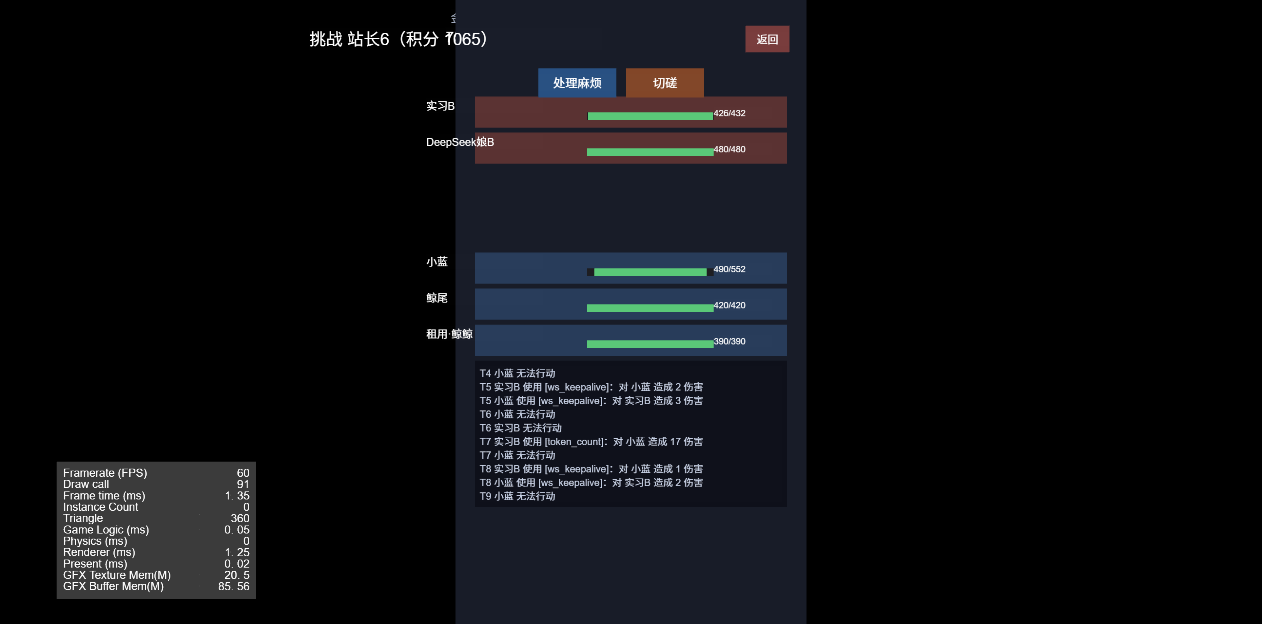 挑战 站长6（积分 1065）
返回
处理麻烦
切磋
实习B
426/432
DeepSeek娘B
480/480
小蓝
490/552
鲸尾
420/420
租用·鲸鲸
390/390
T4 小蓝 无法行动
T5 实习B 使用 [ws_keepalive]：对 小蓝 造成 2 伤害
T5 小蓝 使用 [ws_keepalive]：对 实习B 造成 3 伤害
T6 小蓝 无法行动
T6 实习B 无法行动
T7 实习B 使用 [token_count]：对 小蓝 造成 17 伤害
T7 小蓝 无法行动
T8 实习B 使用 [ws_keepalive]：对 小蓝 造成 1 伤害
T8 小蓝 使用 [ws_keepalive]：对 实习B 造成 2 伤害
T9 小蓝 无法行动
Framerate (FPS) 60
Draw call 91
Frame time (ms) 1.35
Instance Count 0
Triangle 360
Game Logic (ms) 0.05
Physics (ms) 0
Renderer (ms) 1.25
Present (ms) 0.02
GFX Texture Mem(M) 20.5
GFX Buffer Mem(M) 85.56